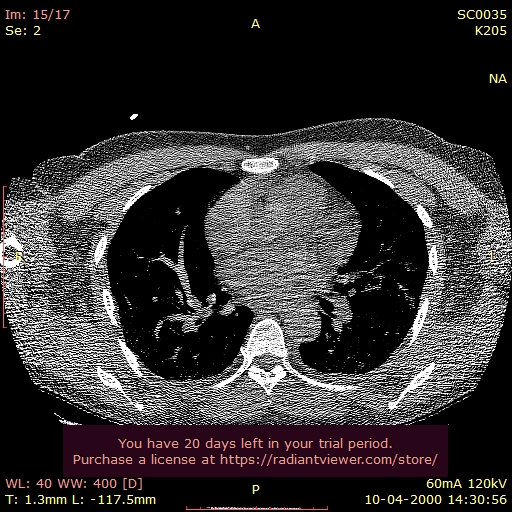 Im: 15/17
Se: 2
A
SC0035
K205
NA
R
L
You have 20 days left in your trial period.
Purchase a license at https://radiantviewer.com/store/
WL: 40 WW: 400 [D]
T: 1.3mm L: -117.5mm
P
60mA 120kV
10-04-2000 14:30:56